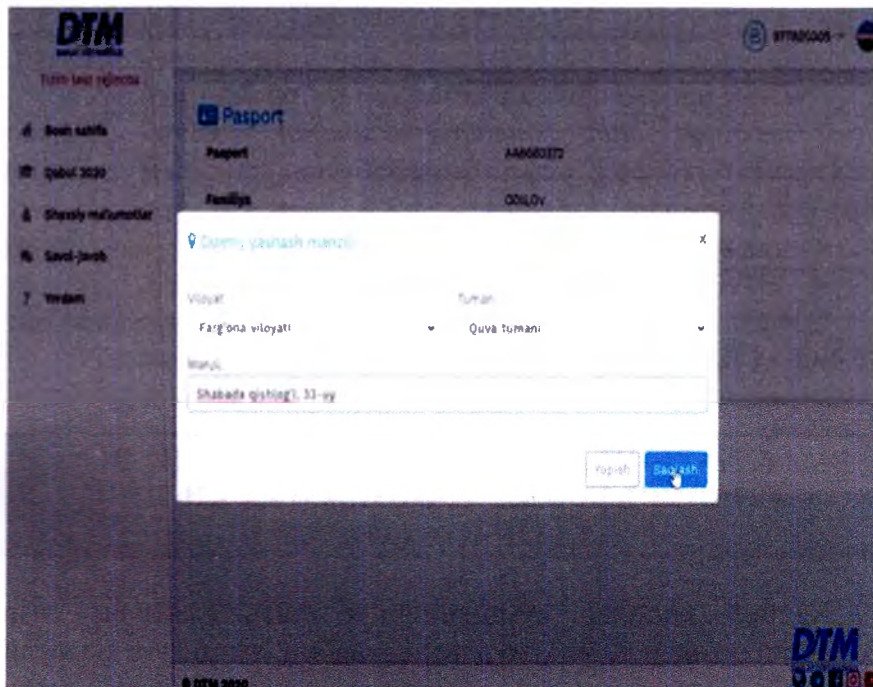 DTM
Bosh sahifa
Qabul 2020
Shaxsiy ma'lumotlar
Savol-javob
? Yordam
Pasport
Pasport
Familiya
ODILOV
Doimiy yashash manzili
x
Viloyat
Tuman
Farg'ona viloyati
Quva tumani
Manzil
Shabada qishlog'i, 33-uy
Yopish
Saqlash
DTM
© DTM 2020